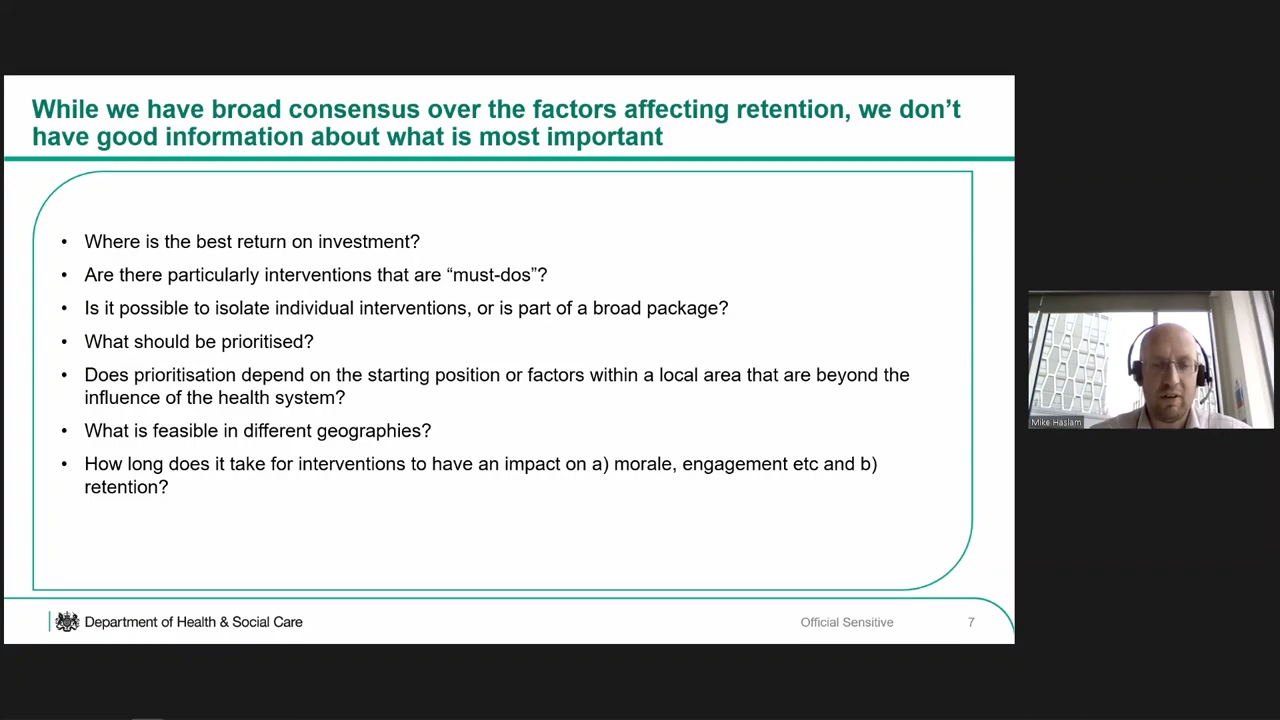 While we have broad consensus over the factors affecting retention, we don’t
have good information about what is most important
• Where is the best return on investment?
• Are there particularly interventions that are “must-dos”?
• Is it possible to isolate individual interventions, or is part of a broad package?
• What should be prioritised?
• Does prioritisation depend on the starting position or factors within a local area that are beyond the
influence of the health system?
• What is feasible in different geographies?
• How long does it take for interventions to have an impact on a) morale, engagement etc and b)
retention?
Department of Health & Social Care
Official Sensitive
7
Mike Haslam